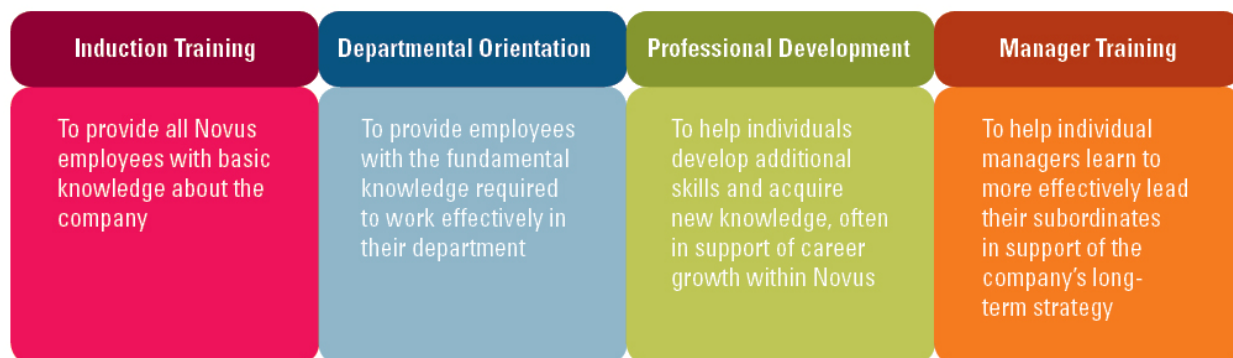 Induction Training
To provide all Novus
employees with basic
knowledge about the
company
Departmental Orientation
To provide employees
with the fundamental
knowledge required
to work effectively in
their department
Professional Development
To help individuals
develop additional
skills and acquire
new knowledge, often
in support of career
growth within Novus
Manager Training
To help individual
managers learn to
more effectively lead
their subordinates
in support of the
company's long-
term strategy